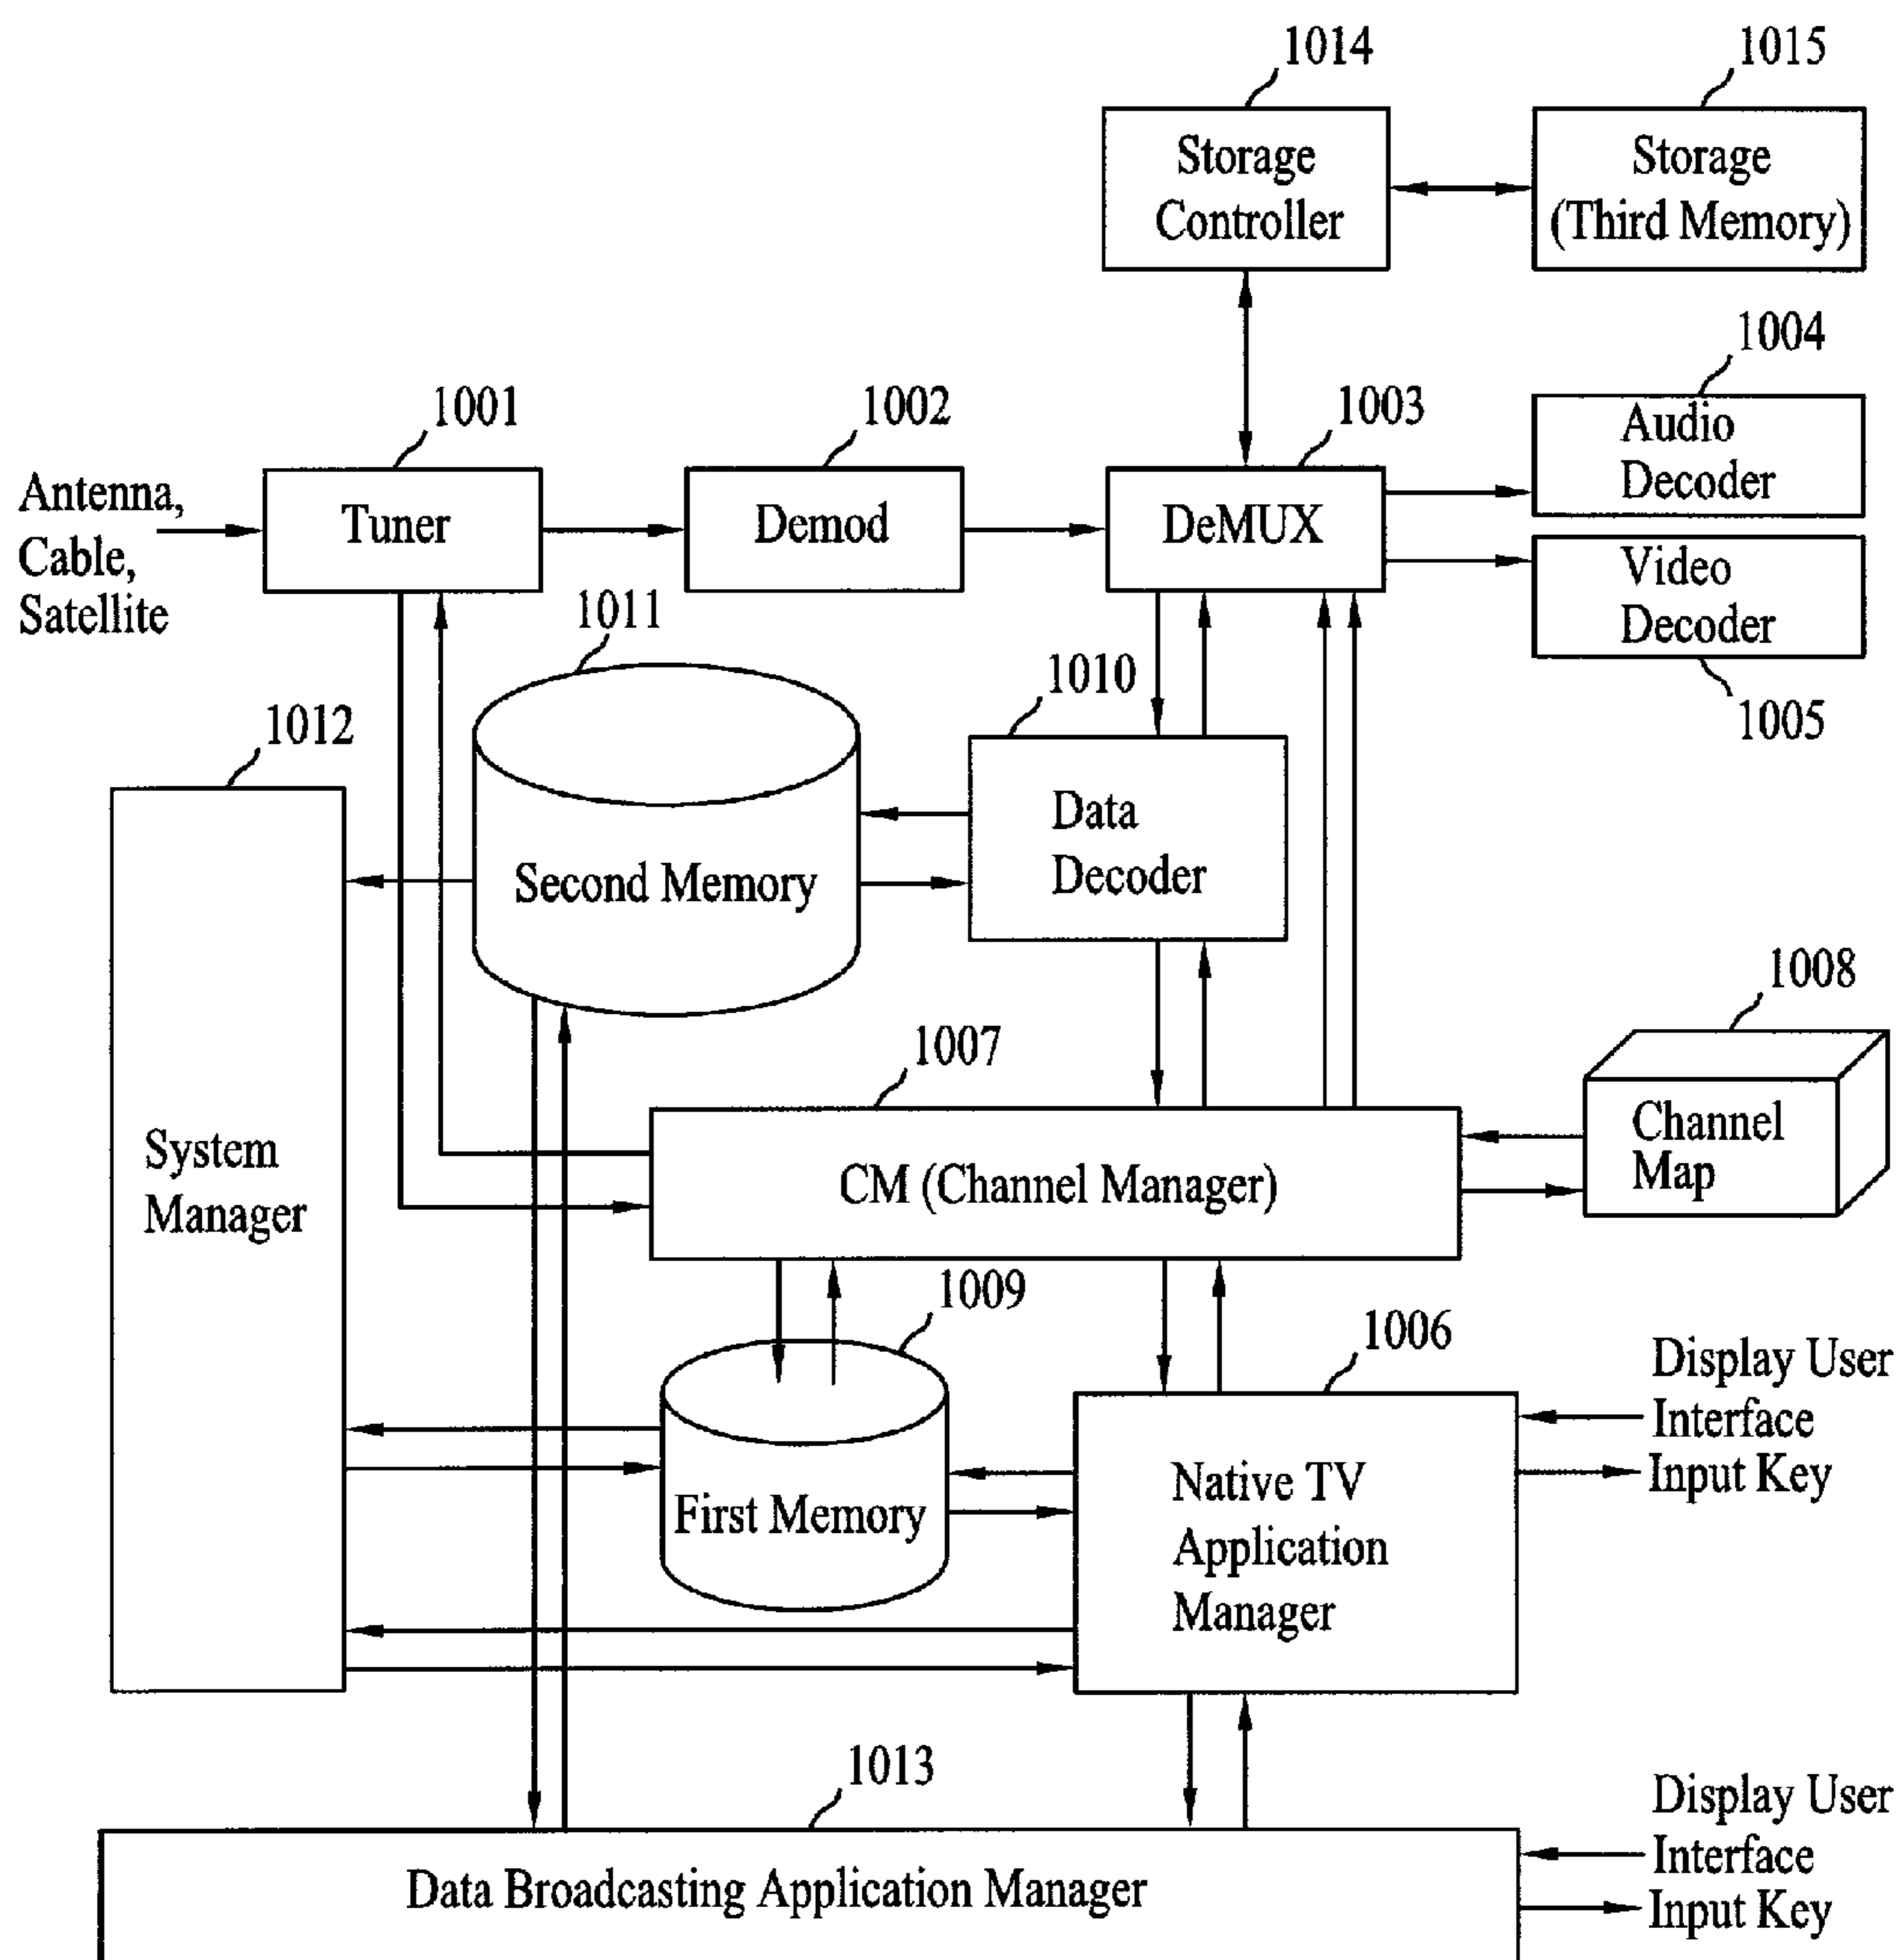 1014
1015
Storage
Controller
Storage
(Third Memory)
1004
1001
1002
1003
Audio
Decoder
Antenna,
Cable,
Satellite
Tuner
Demod
DeMUX
Video
Decoder
1005
1011
1010
1012
Second Memory
Data
Decoder
1008
1007
Channel
Map
System
Manager
CM (Channel Manager)
1009
1006
Display User
Interface
Input Key
First Memory
Native TV
Application
Manager
1013
Display User
Interface
Input Key
Data Broadcasting Application Manager